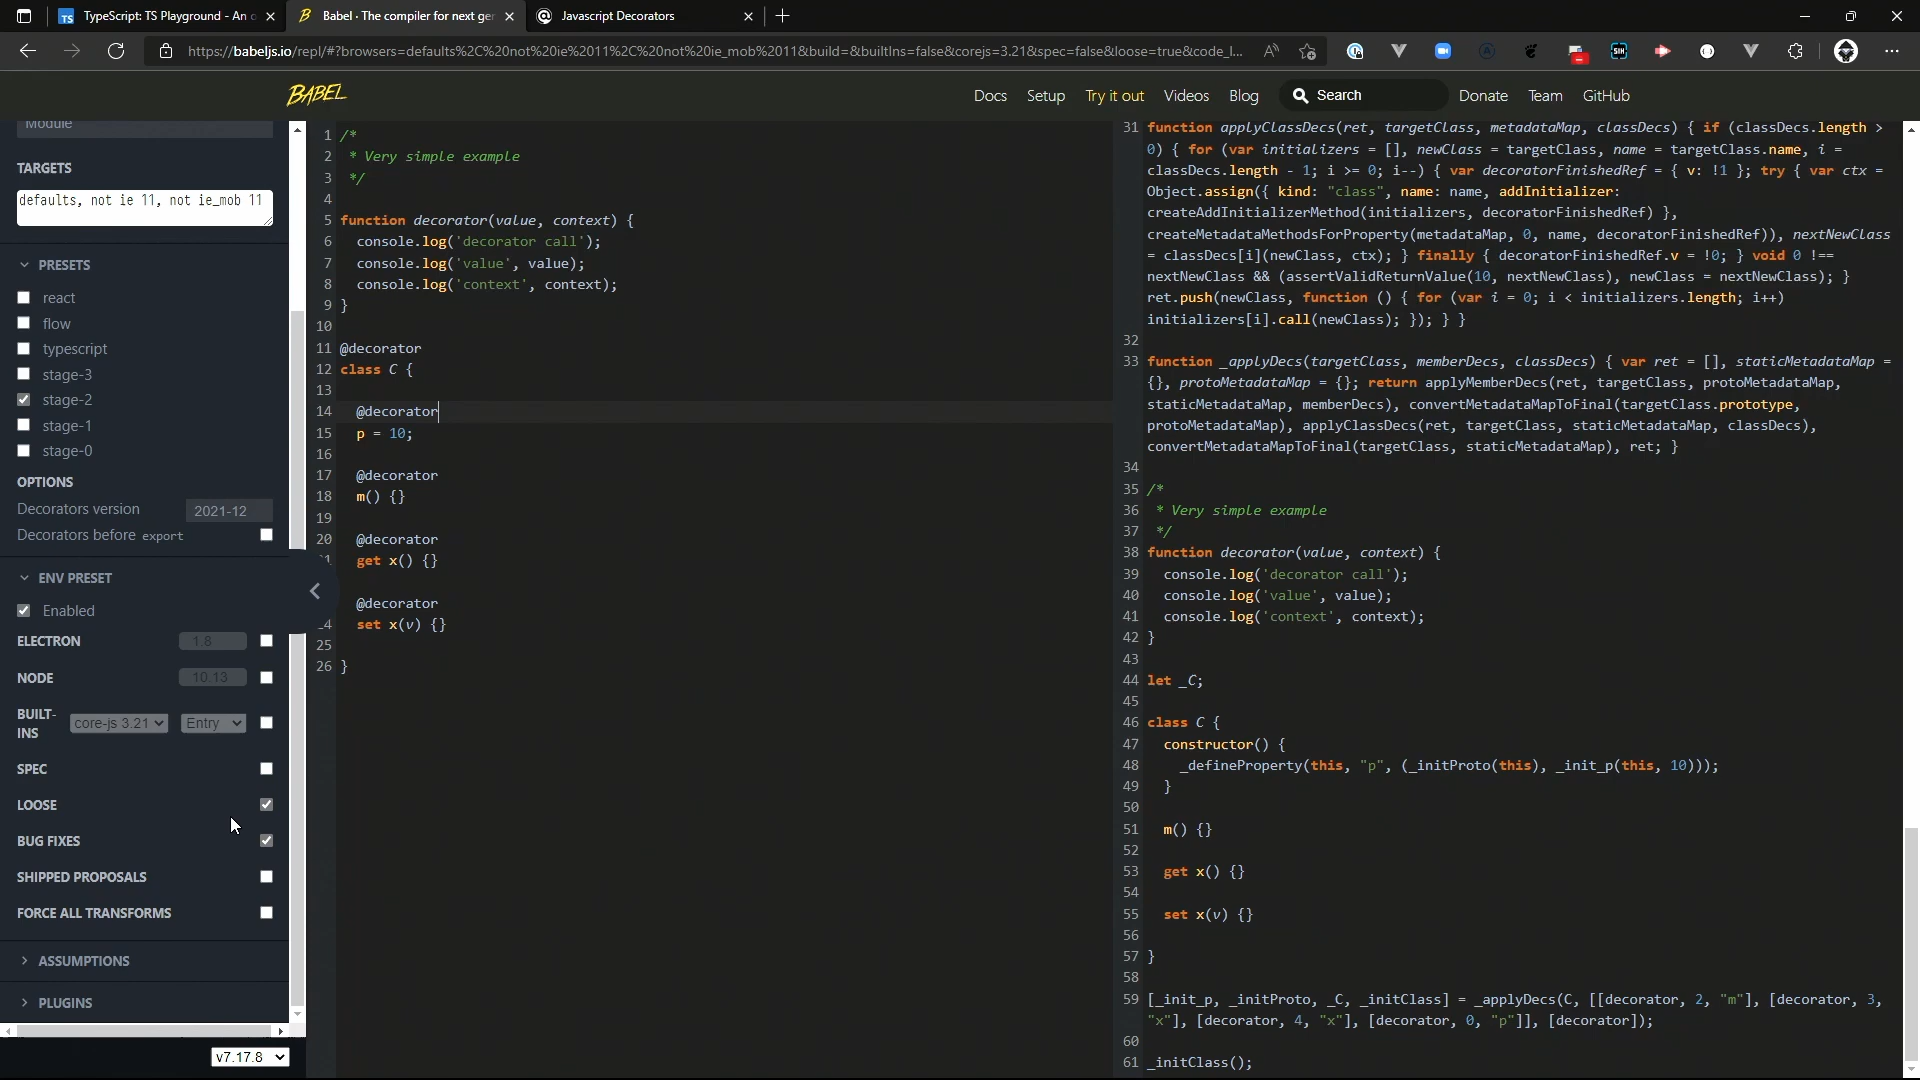 TypeScript: TS Playground - An o
Babel · The compiler for next ger
Javascript Decorators
https://babeljs.io/repl/#?browsers=defaults%2C%20not%20ie%2011%2C%20not%20ie_mob%2011&build=&builtIns=false&corejs=3.21&spec=false&loose=true&code_l...
BABEL
Docs
Setup
Try it out
Videos
Blog
Search
Donate
Team
GitHub
Module
TARGETS
defaults, not ie 11, not ie_mob 11
PRESETS
react
flow
typescript
stage-3
stage-2
stage-1
stage-0
OPTIONS
Decorators version 2021-12
Decorators before export
ENV PRESET
Enabled
ELECTRON 1.8
NODE 10.13
BUILT-
INS
core-js 3.21 Entry
SPEC
LOOSE
BUG FIXES
SHIPPED PROPOSALS
FORCE ALL TRANSFORMS
ASSUMPTIONS
PLUGINS
v7.17.8
1 /*
2 * Very simple example
3 */
4
5 function decorator(value, context) {
6 console.log('decorator call');
7 console.log('value', value);
8 console.log('context', context);
9 }
10
11 @decorator
12 class C {
13
14 @decorator
15 p = 10;
16
17 @decorator
18 m() {}
19
20 @decorator
1 get x() {}
@decorator
4 set x(v) {}
25
26 }
31 function applyClassDecs(ret, targetClass, metadataMap, classDecs) { if (classDecs.length >
0) { for (var initializers = [], newClass = targetClass, name = targetClass.name, i =
classDecs.length - 1; i >= 0; i--) { var decoratorFinishedRef = { v: !1 }; try { var ctx =
Object.assign({ kind: "class", name: name, addInitializer:
createAddInitializerMethod(initializers, decoratorFinishedRef) },
createMetadataMethodsForProperty(metadataMap, 0, name, decoratorFinishedRef)), nextNewClass
= classDecs[i](newClass, ctx); } finally { decoratorFinishedRef.v = !0; } void 0 !==
nextNewClass && (assertValidReturnValue(10, nextNewClass), newClass = nextNewClass); }
ret.push(newClass, function () { for (var i = 0; i < initializers.length; i++)
initializers[i].call(newClass); }); } }
32
33 function _applyDecs(targetClass, memberDecs, classDecs) { var ret = [], staticMetadataMap =
{}, protoMetadataMap = {}; return applyMemberDecs(ret, targetClass, protoMetadataMap,
staticMetadataMap, memberDecs), convertMetadataMapToFinal(targetClass.prototype,
protoMetadataMap), applyClassDecs(ret, targetClass, staticMetadataMap, classDecs),
convertMetadataMapToFinal(targetClass, staticMetadataMap), ret; }
34
35 /*
36 * Very simple example
37 */
38 function decorator(value, context) {
39 console.log('decorator call');
40 console.log('value', value);
41 console.log('context', context);
42 }
43
44 let _C;
45
46 class C {
47 constructor() {
48 _defineProperty(this, "p", (_initProto(this), _init_p(this, 10)));
49 }
50
51 m() {}
52
53 get x() {}
54
55 set x(v) {}
56
57 }
58
59 [_init_p, _initProto, _C, _initClass] = _applyDecs(C, [[decorator, 2, "m"], [decorator, 3,
"x"], [decorator, 4, "x"], [decorator, 0, "p"]], [decorator]);
60
61 _initClass();